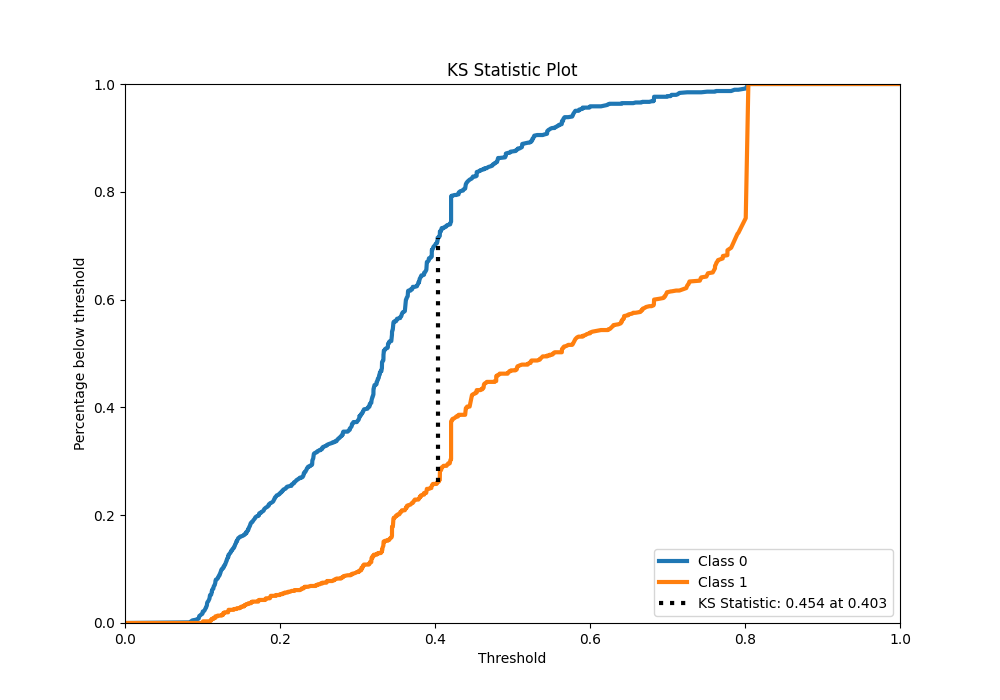 KS Statistic Plot
1.0
0.8
0.6
0.4
0.2
0.0
Percentage below threshold
0.0 0.2 0.4 0.6 0.8 1.0
Threshold
Class 0
Class 1
KS Statistic: 0.454 at 0.403